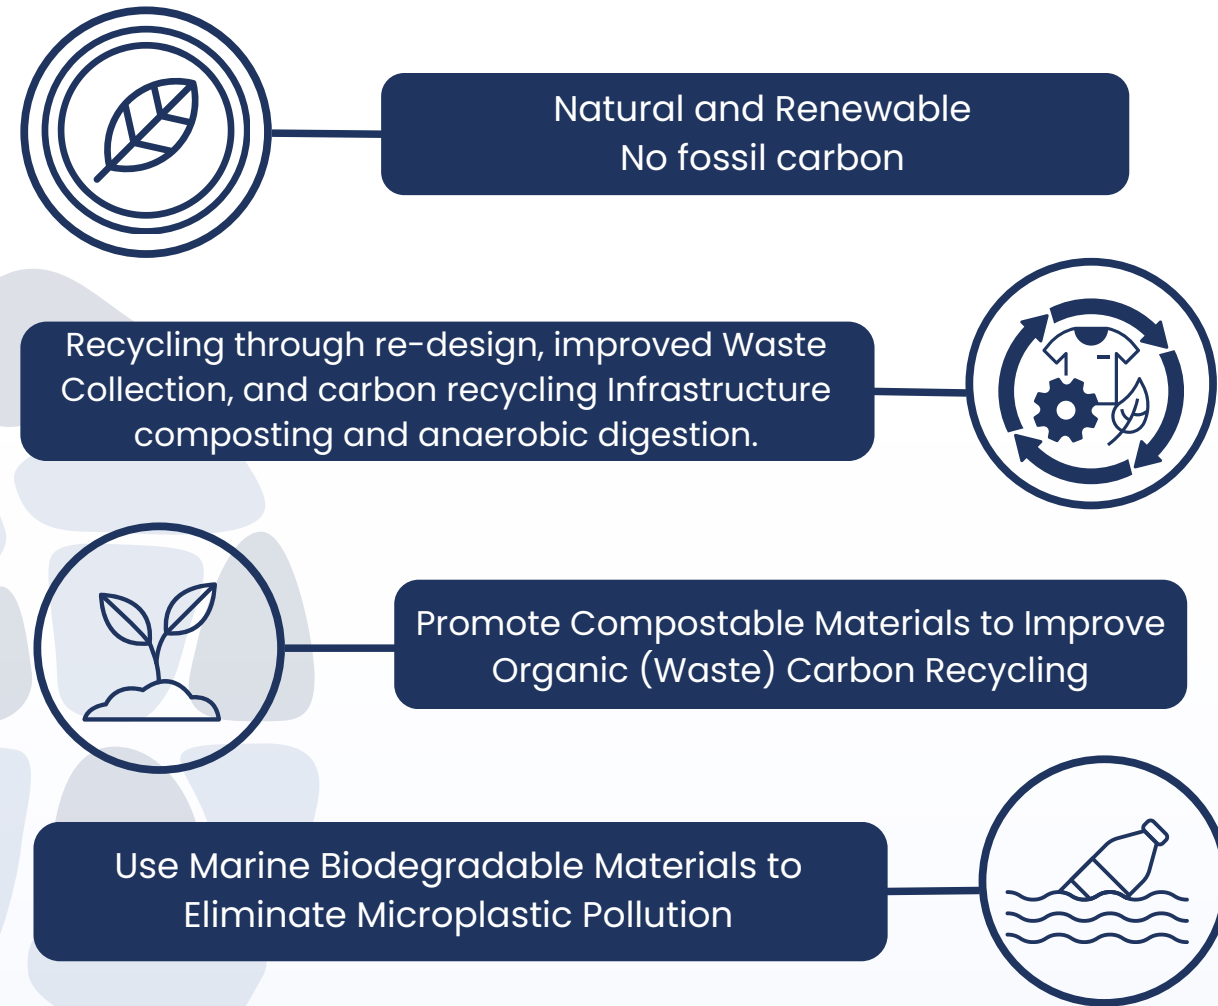 Natural and Renewable
No fossil carbon
Recycling through re-design, improved Waste
Collection, and carbon recycling Infrastructure
composting and anaerobic digestion.
Promote Compostable Materials to Improve
Organic (Waste) Carbon Recycling
Use Marine Biodegradable Materials to
Eliminate Microplastic Pollution